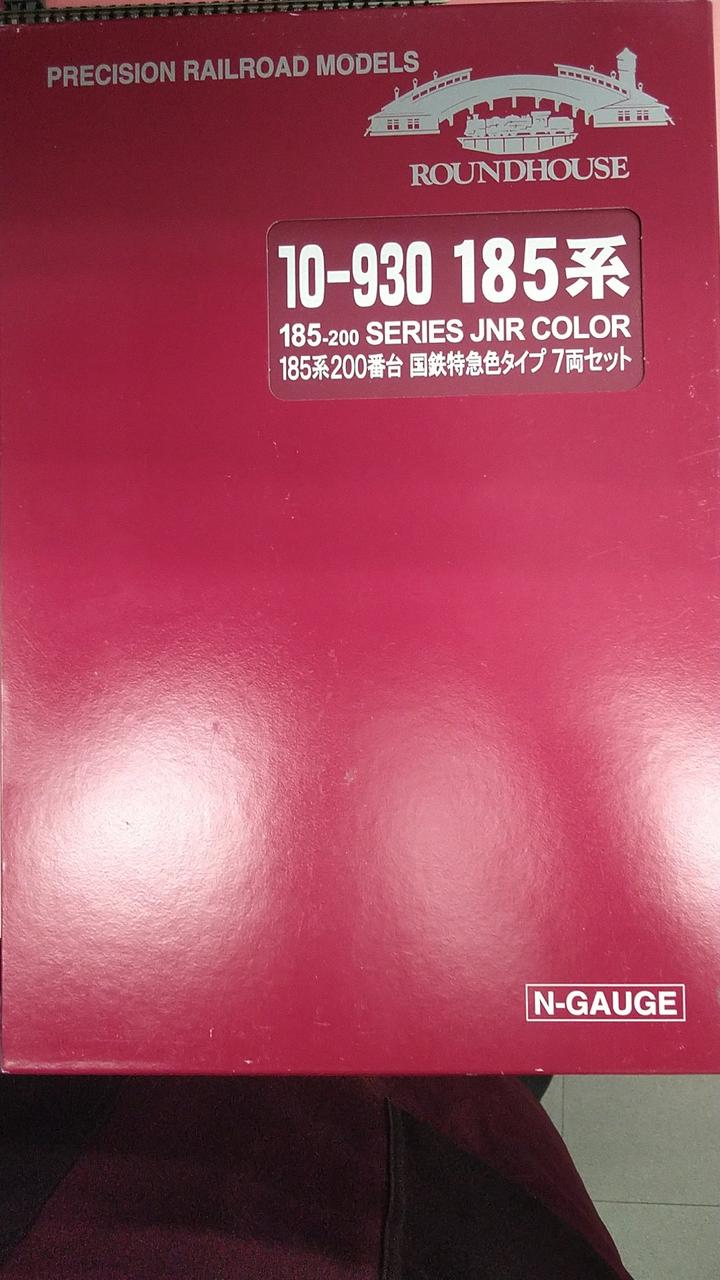 PRECISION RAILROAD MODELS
ROUNDHOUSE
10-930 185系
185-200 SERIES JNR COLOR
185系200番台 国鉄特急色タイプ 7両セット
N-GAUGE